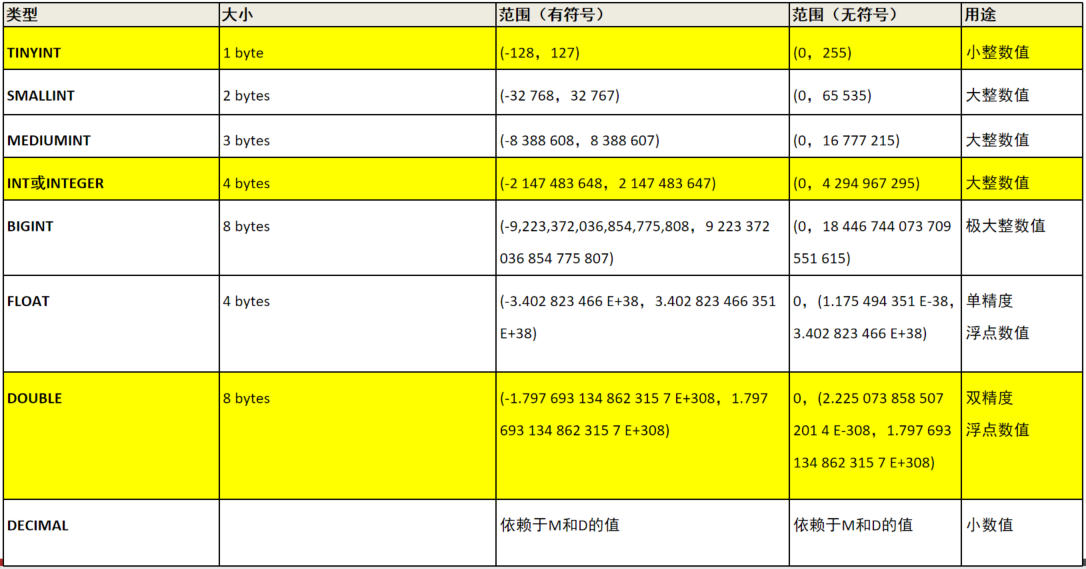 类型 大小 范围（有符号） 范围（无符号） 用途
TINYINT 1 byte (-128，127) (0，255) 小整数值
SMALLINT 2 bytes (-32 768，32 767) (0，65 535) 大整数值
MEDIUMINT 3 bytes (-8 388 608，8 388 607) (0，16 777 215) 大整数值
INT或INTEGER 4 bytes (-2 147 483 648，2 147 483 647) (0，4 294 967 295) 大整数值
BIGINT 8 bytes (-9,223,372,036,854,775,808，9 223 372 (0，18 446 744 073 709 极大整数值
036 854 775 807) 551 615)
FLOAT 4 bytes (-3.402 823 466 E+38，3.402 823 466 351 0，(1.175 494 351 E-38， 单精度
E+38) 3.402 823 466 E+38) 浮点数值
DOUBLE 8 bytes (-1.797 693 134 862 315 7 E+308，1.797 0，(2.225 073 858 507 双精度
693 134 862 315 7 E+308) 201 4 E-308，1.797 693 浮点数值
134 862 315 7 E+308)
DECIMAL 依赖于M和D的值 依赖于M和D的值 小数值